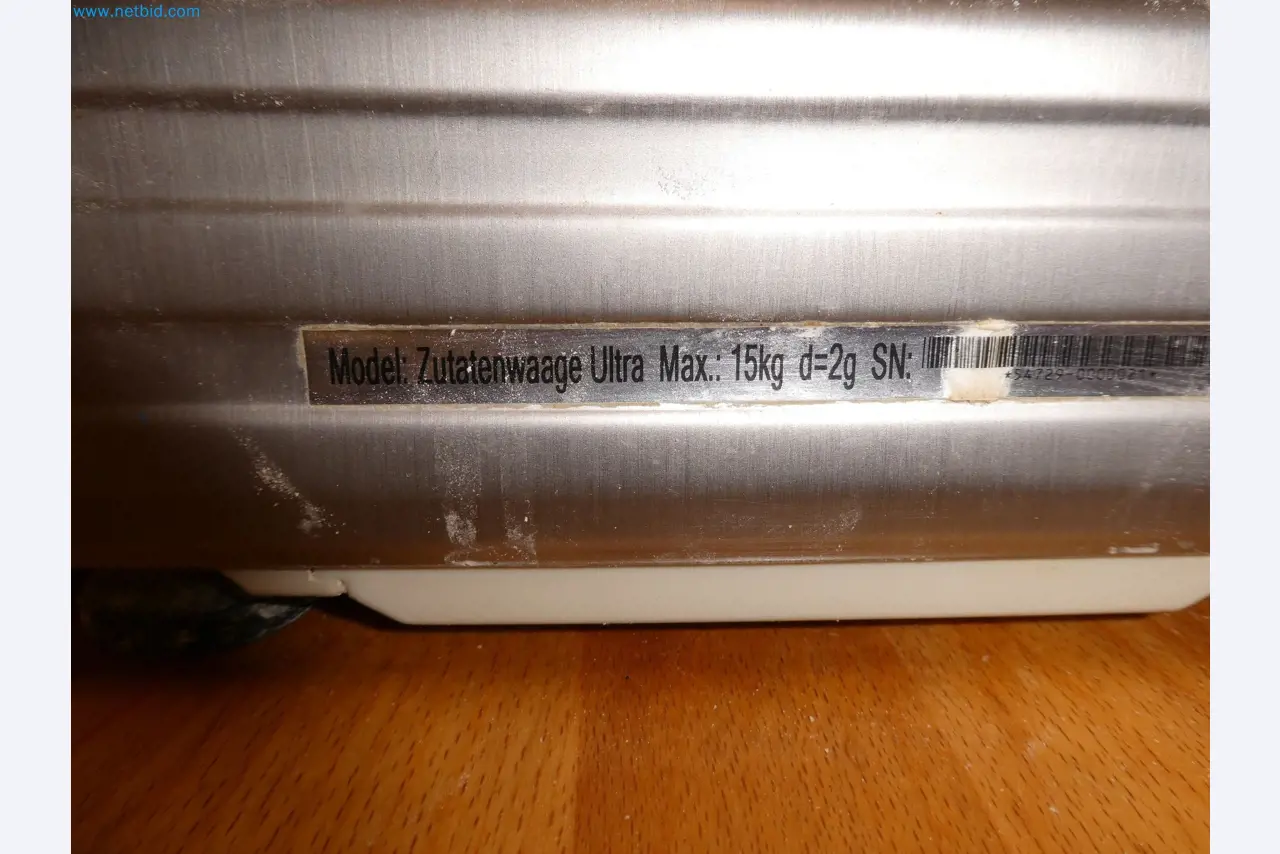 www.netbid.com
Model: Zutatenwaage Ultra Max.: 15kg d=2g SN: